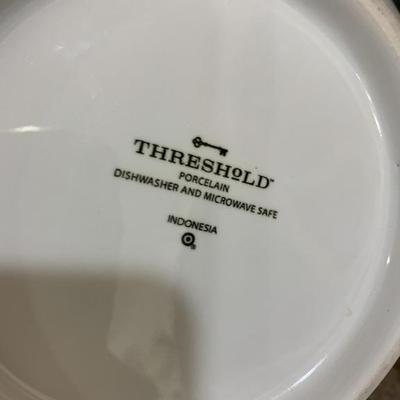 THRESHOLD™
PORCELAIN
DISHWASHER AND MICROWAVE SAFE
INDONESIA
®